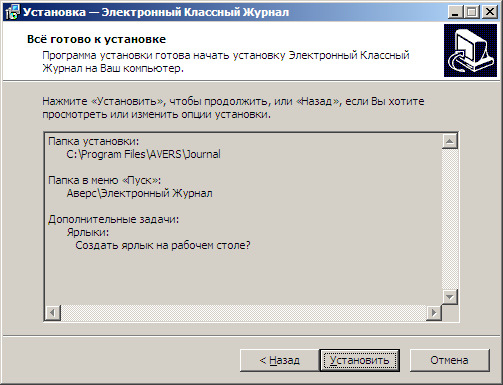 Установка — Электронный Классный Журнал
Всё готово к установке
Программа установки готова начать установку Электронный Классный
Журнал на Ваш компьютер.
Нажмите «Установить», чтобы продолжить, или «Назад», если Вы хотите
просмотреть или изменить опции установки.
Папка установки:
C:\Program Files\AVERS\Journal
Папка в меню «Пуск»:
Аверс\Электронный Журнал
Дополнительные задачи:
Ярлыки:
Создать ярлык на рабочем столе?
< Назад
Установить
Отмена